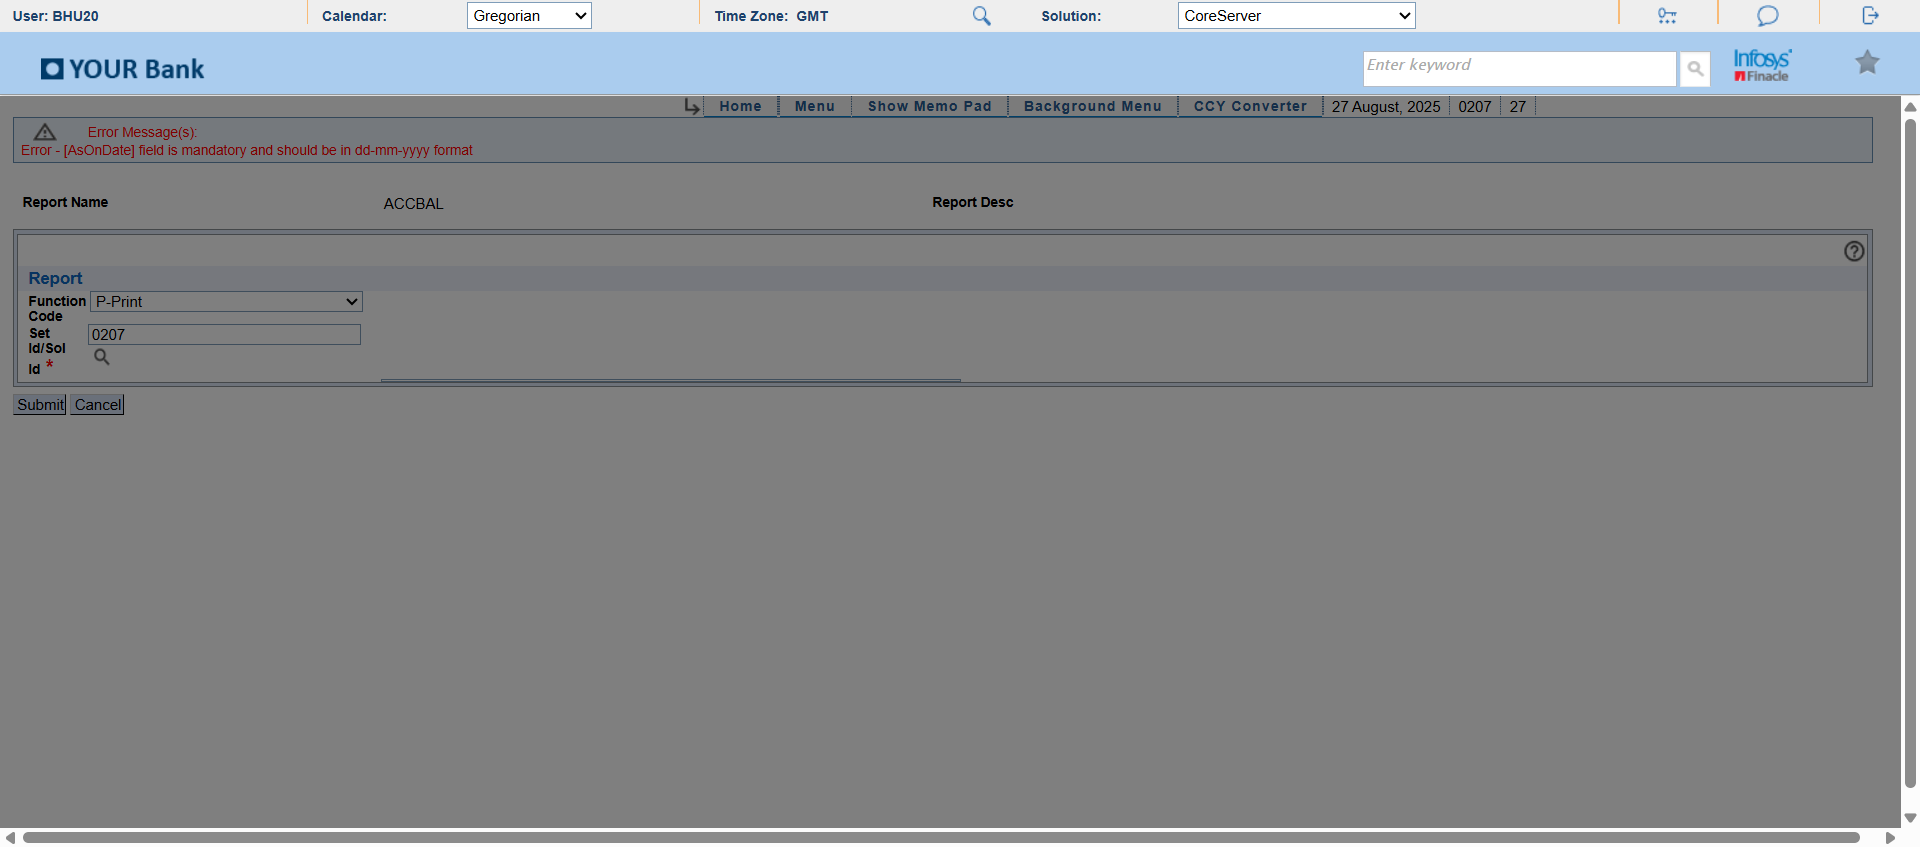 User: BHU20 Calendar: Gregorian Time Zone: GMT Solution: CoreServer
YOUR Bank Enter keyword Infosys Finacle
Home Menu Show Memo Pad Background Menu CCY Converter 27 August, 2025 0207 27
Error Message(s):
Error - [AsOnDate] field is mandatory and should be in dd-mm-yyyy format
Report Name ACCBAL Report Desc
Report
Function P-Print
Code
Set 0207
Id/Sol
Id *
Submit Cancel